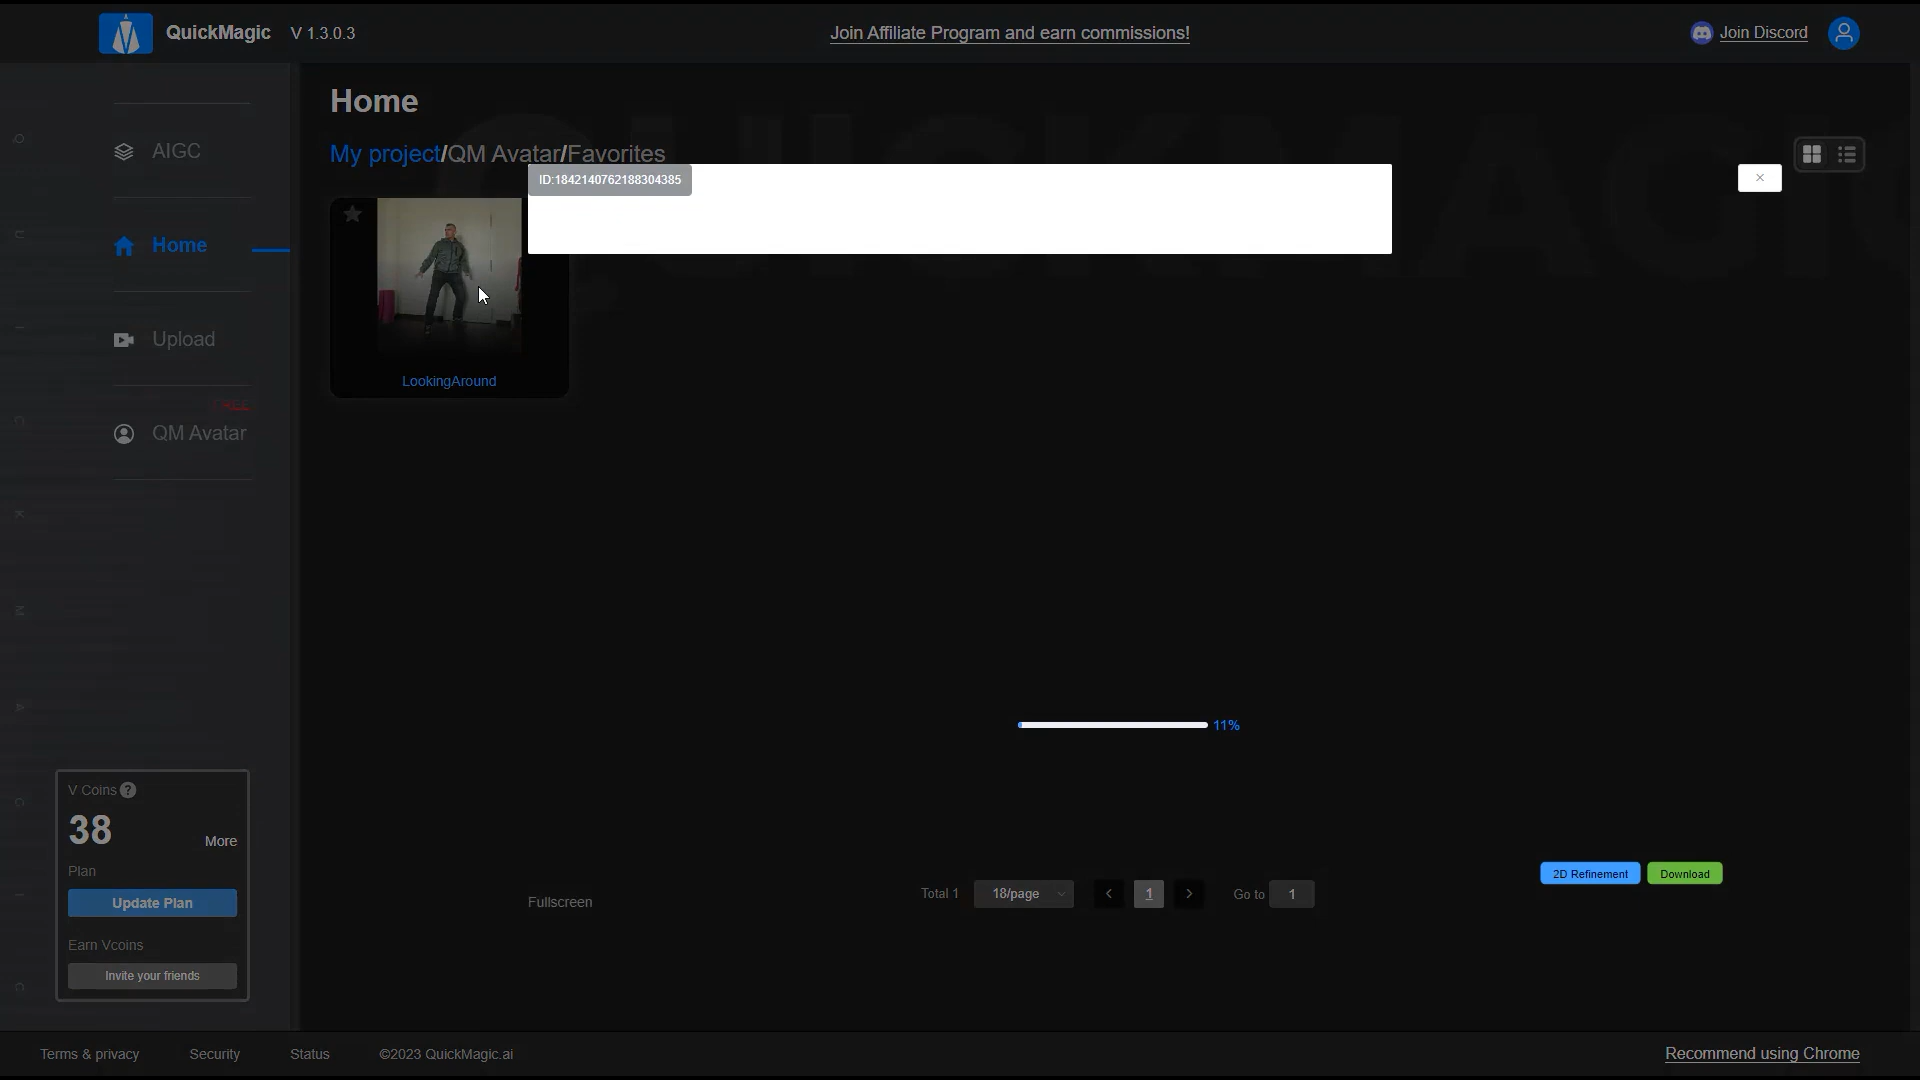 QuickMagic V 1.3.0.3
Join Affiliate Program and earn commissions!
Join Discord
AIGC
Home
Upload
FREE
QM Avatar
V Coins ?
38
More
Plan
Update Plan
Earn Vcoins
Invite your friends
Home
My project/QM Avatar/Favorites
ID:1842140762188304385
×
LookingAround
11%
2D Refinement
Download
Fullscreen
Total 1
18/page
< 1 >
Go to 1
Terms & privacy
Security
Status
©2023 QuickMagic.ai
Recommend using Chrome